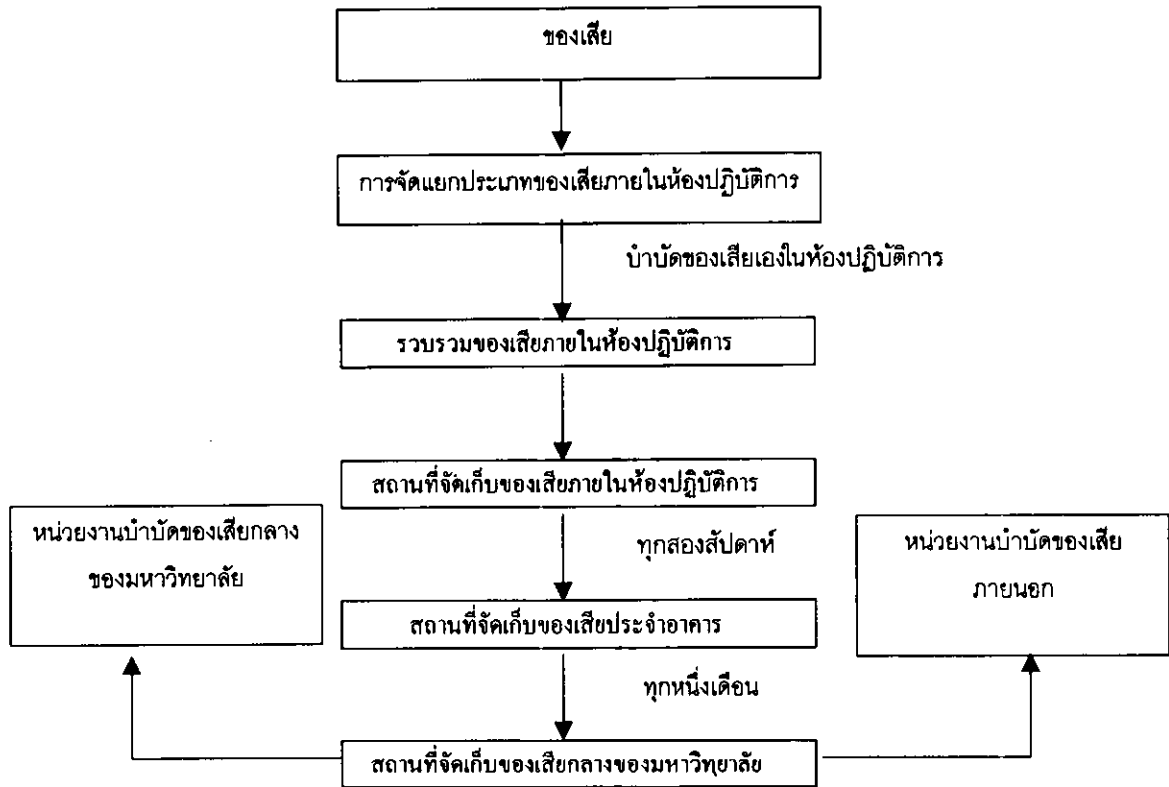 ของเสีย
การจัดแยกประเภทของเสียภายในห้องปฏิบัติการ
บำบัดของเสียเองในห้องปฏิบัติการ
รวบรวมของเสียภายในห้องปฏิบัติการ
สถานที่จัดเก็บของเสียภายในห้องปฏิบัติการ
หน่วยงานบำบัดของเสียกลาง
ของมหาวิทยาลัย
ทุกสองสัปดาห์
หน่วยงานบำบัดของเสีย
ภายนอก
สถานที่จัดเก็บของเสียประจำอาคาร
ทุกหนึ่งเดือน
สถานที่จัดเก็บของเสียกลางของมหาวิทยาลัย